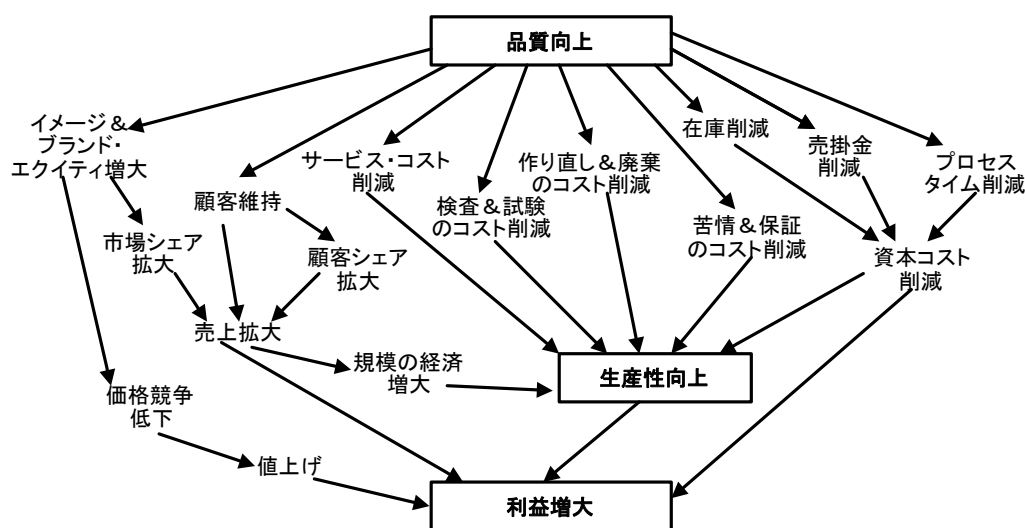 品質向上
イメージ＆
ブランド・
エクイティ増大
サービス・コスト
削減
作り直し＆廃棄
のコスト削減
在庫削減
売掛金
削減
プロセス
タイム削減
顧客維持
検査＆試験
のコスト削減
苦情＆保証
のコスト削減
市場シェア
拡大
顧客シェア
拡大
資本コスト
削減
売上拡大
規模の経済
増大
生産性向上
価格競争
低下
値上げ
利益増大